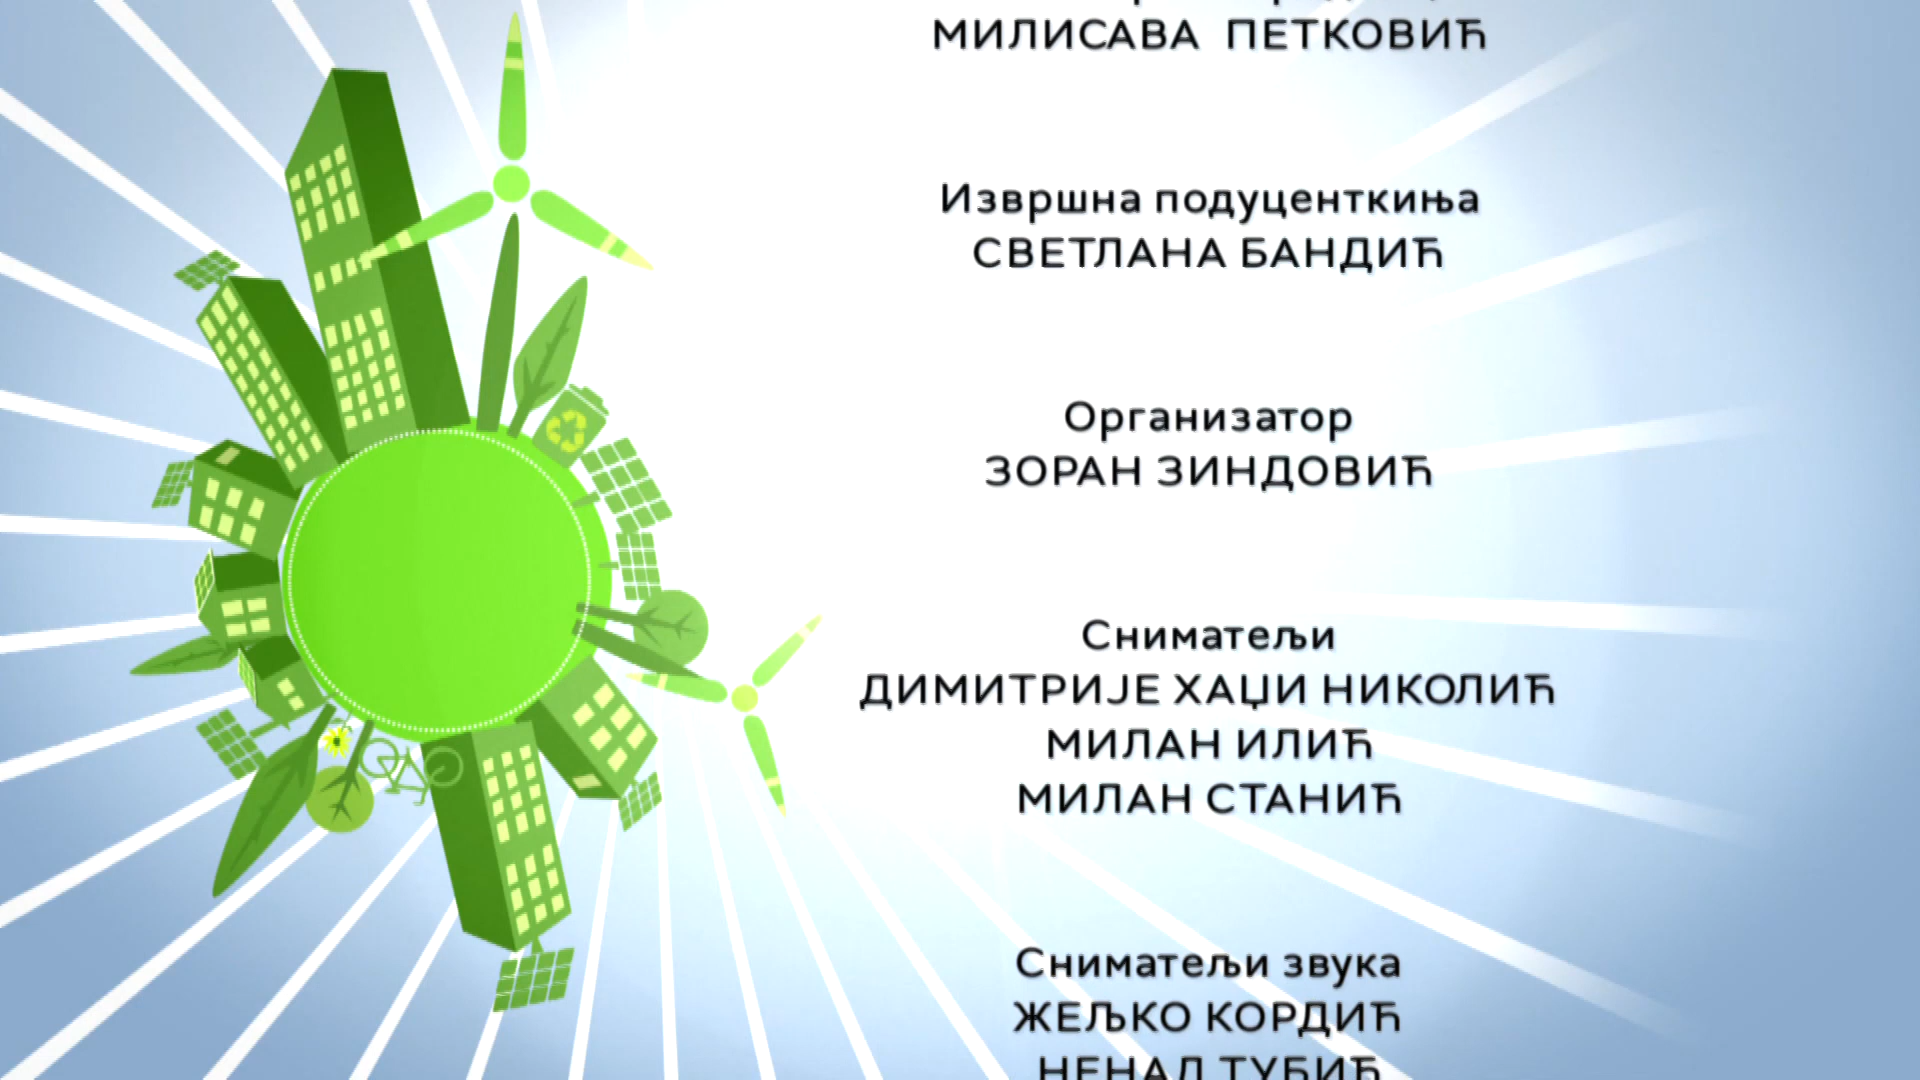 МИЛИСАВА ПЕТКОВИЋ
Извршна подуценткиња
СВЕТЛАНА БАНДИЋ
Организатор
ЗОРАН ЗИНДОВИЋ
Сниматељи
ДИМИТРИЈЕ ХАЏИ НИКОЛИЋ
МИЛАН ИЛИЋ
МИЛАН СТАНИЋ
Сниматељи звука
ЖЕЉКО КОРДИЋ
НЕНАД